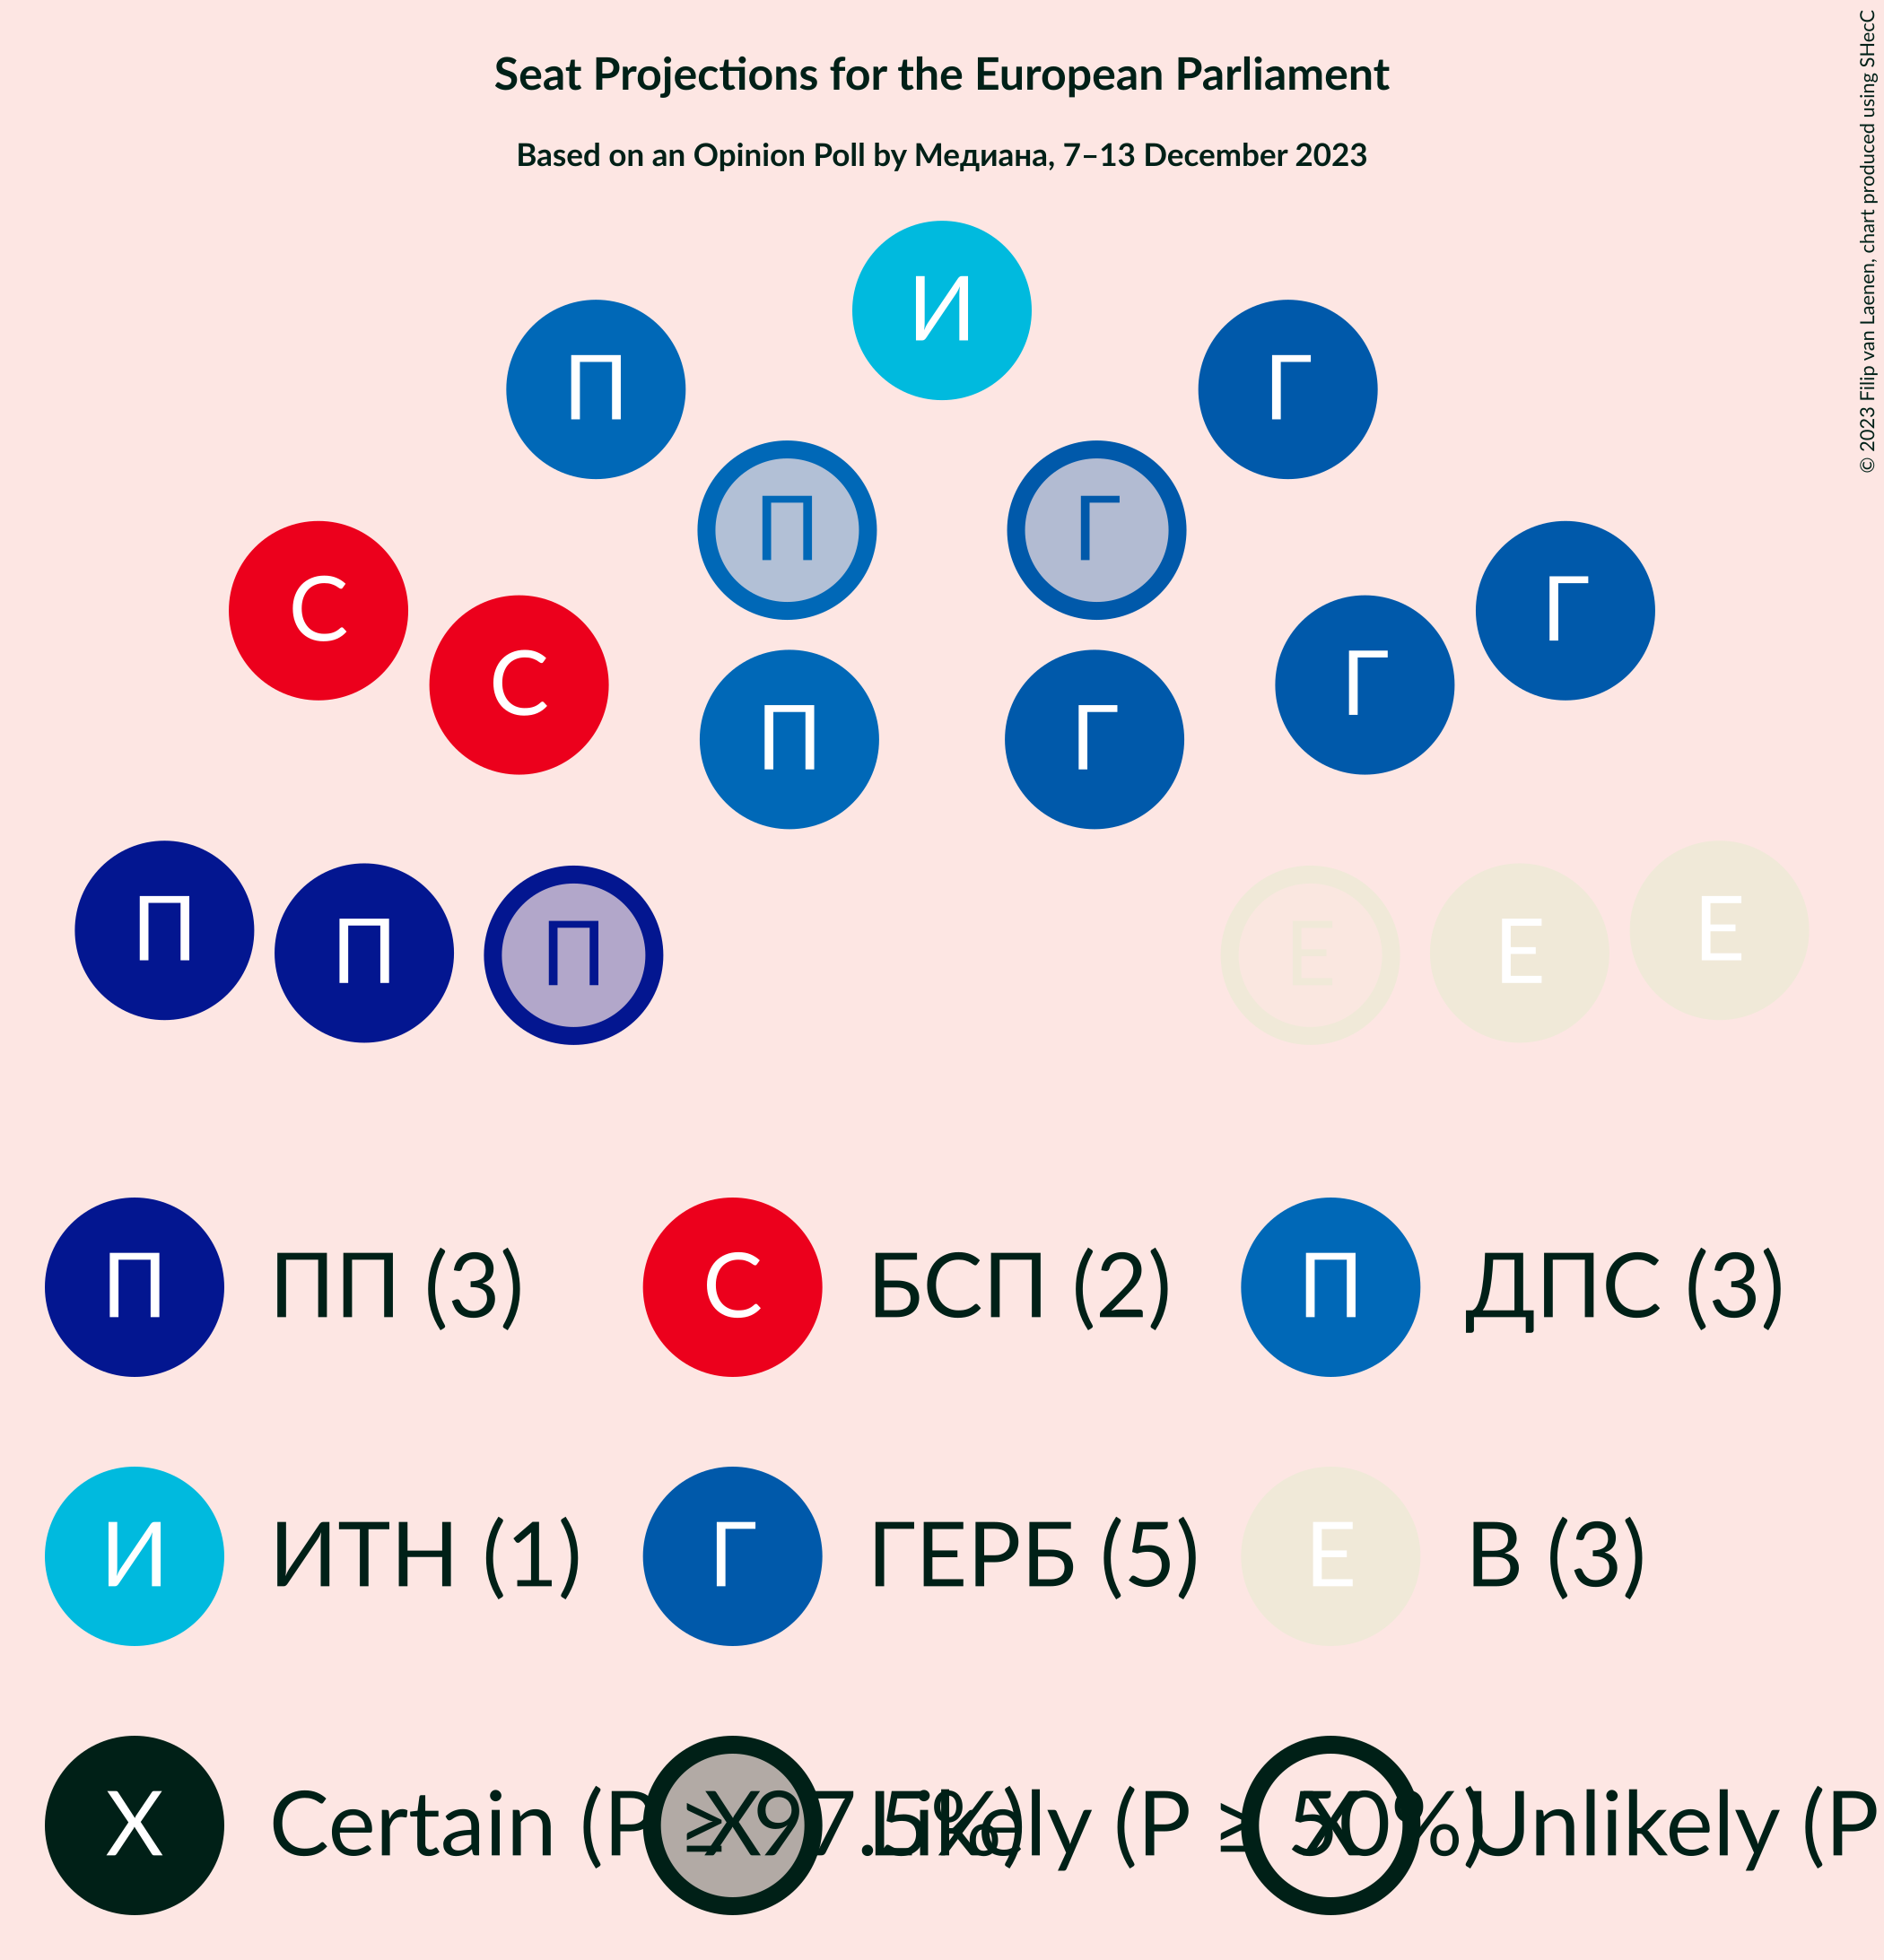 Seat Projections for the European Parliament
Based on an Opinion Poll by Медиана, 7–13 December 2023
© 2023 Filip van Laenen, chart produced using SHecC
И
П
Г
П
Г
С
Г
С
Г
П
Г
П
П
П
Е
Е
Е
П ПП (3)
С БСП (2)
П ДПС (3)
И ИТН (1)
Г ГЕРБ (5)
Е В (3)
X Certain (P ≥ 97.5%)
X Likely (P ≥ 50%)
X Unlikely (P